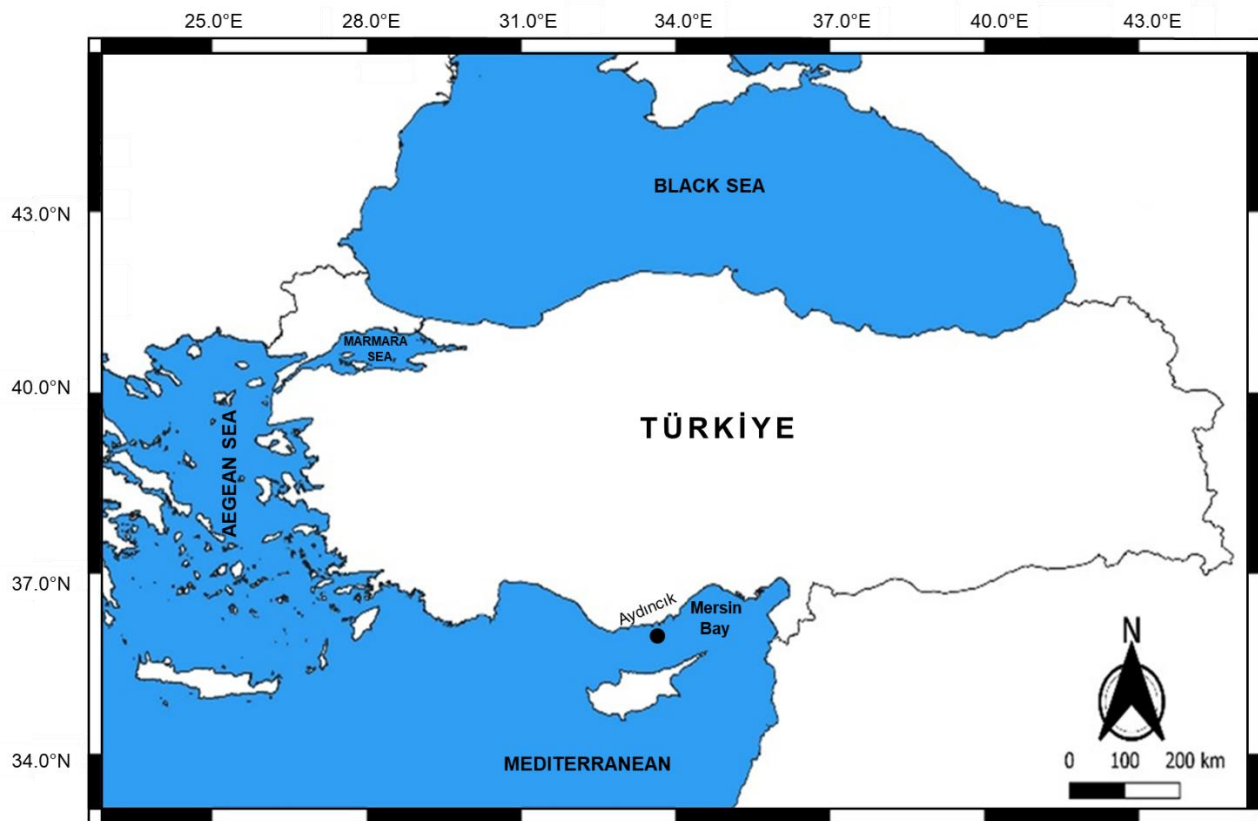 25.0°E 28.0°E 31.0°E 34.0°E 37.0°E 40.0°E 43.0°E
43.0°N
BLACK SEA
MARMARA
SEA
40.0°N
AEGEAN SEA
TÜRKİYE
37.0°N
Aydıncık
Mersin
Bay
N
34.0°N
MEDITERRANEAN
0 100 200 km